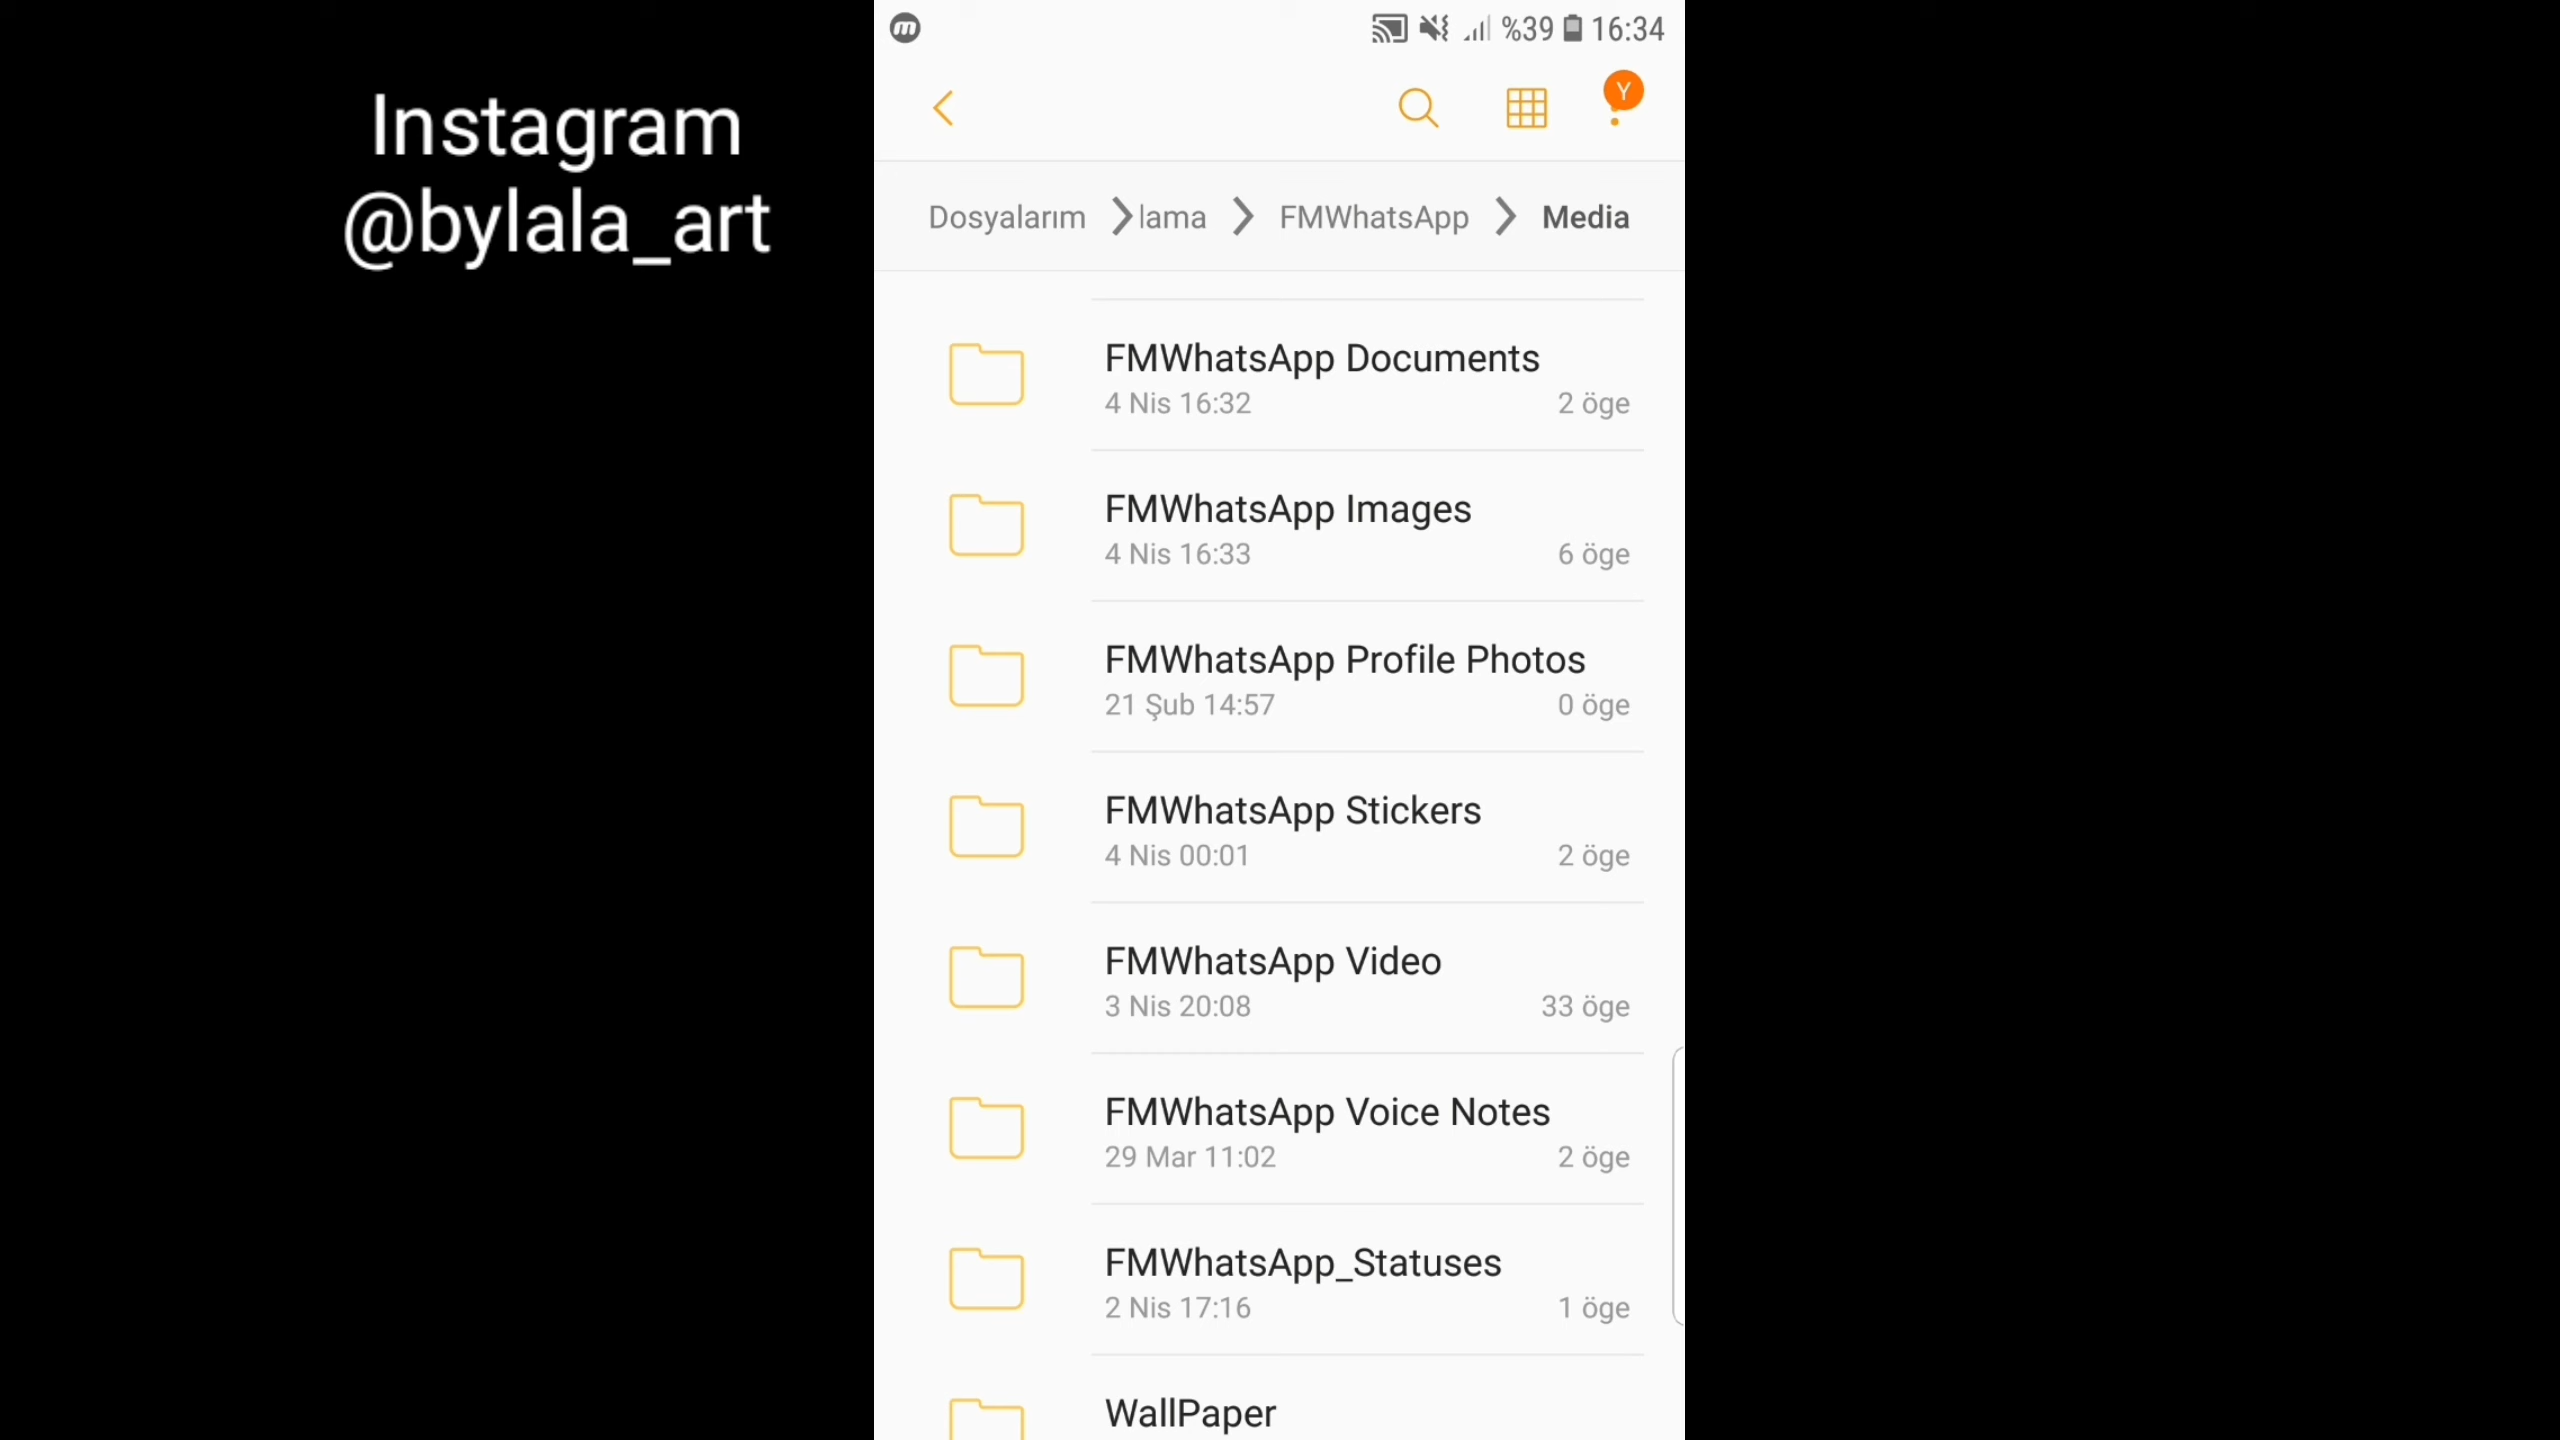 Instagram
@bylala_art
%39 16:34
Y
Dosyalarım lama FMWhatsApp Media
FMWhatsApp Documents
4 Nis 16:32 2 öge
FMWhatsApp Images
4 Nis 16:33 6 öge
FMWhatsApp Profile Photos
21 Şub 14:57 0 öge
FMWhatsApp Stickers
4 Nis 00:01 2 öge
FMWhatsApp Video
3 Nis 20:08 33 öge
FMWhatsApp Voice Notes
29 Mar 11:02 2 öge
FMWhatsApp_Statuses
2 Nis 17:16 1 öge
WallPaper